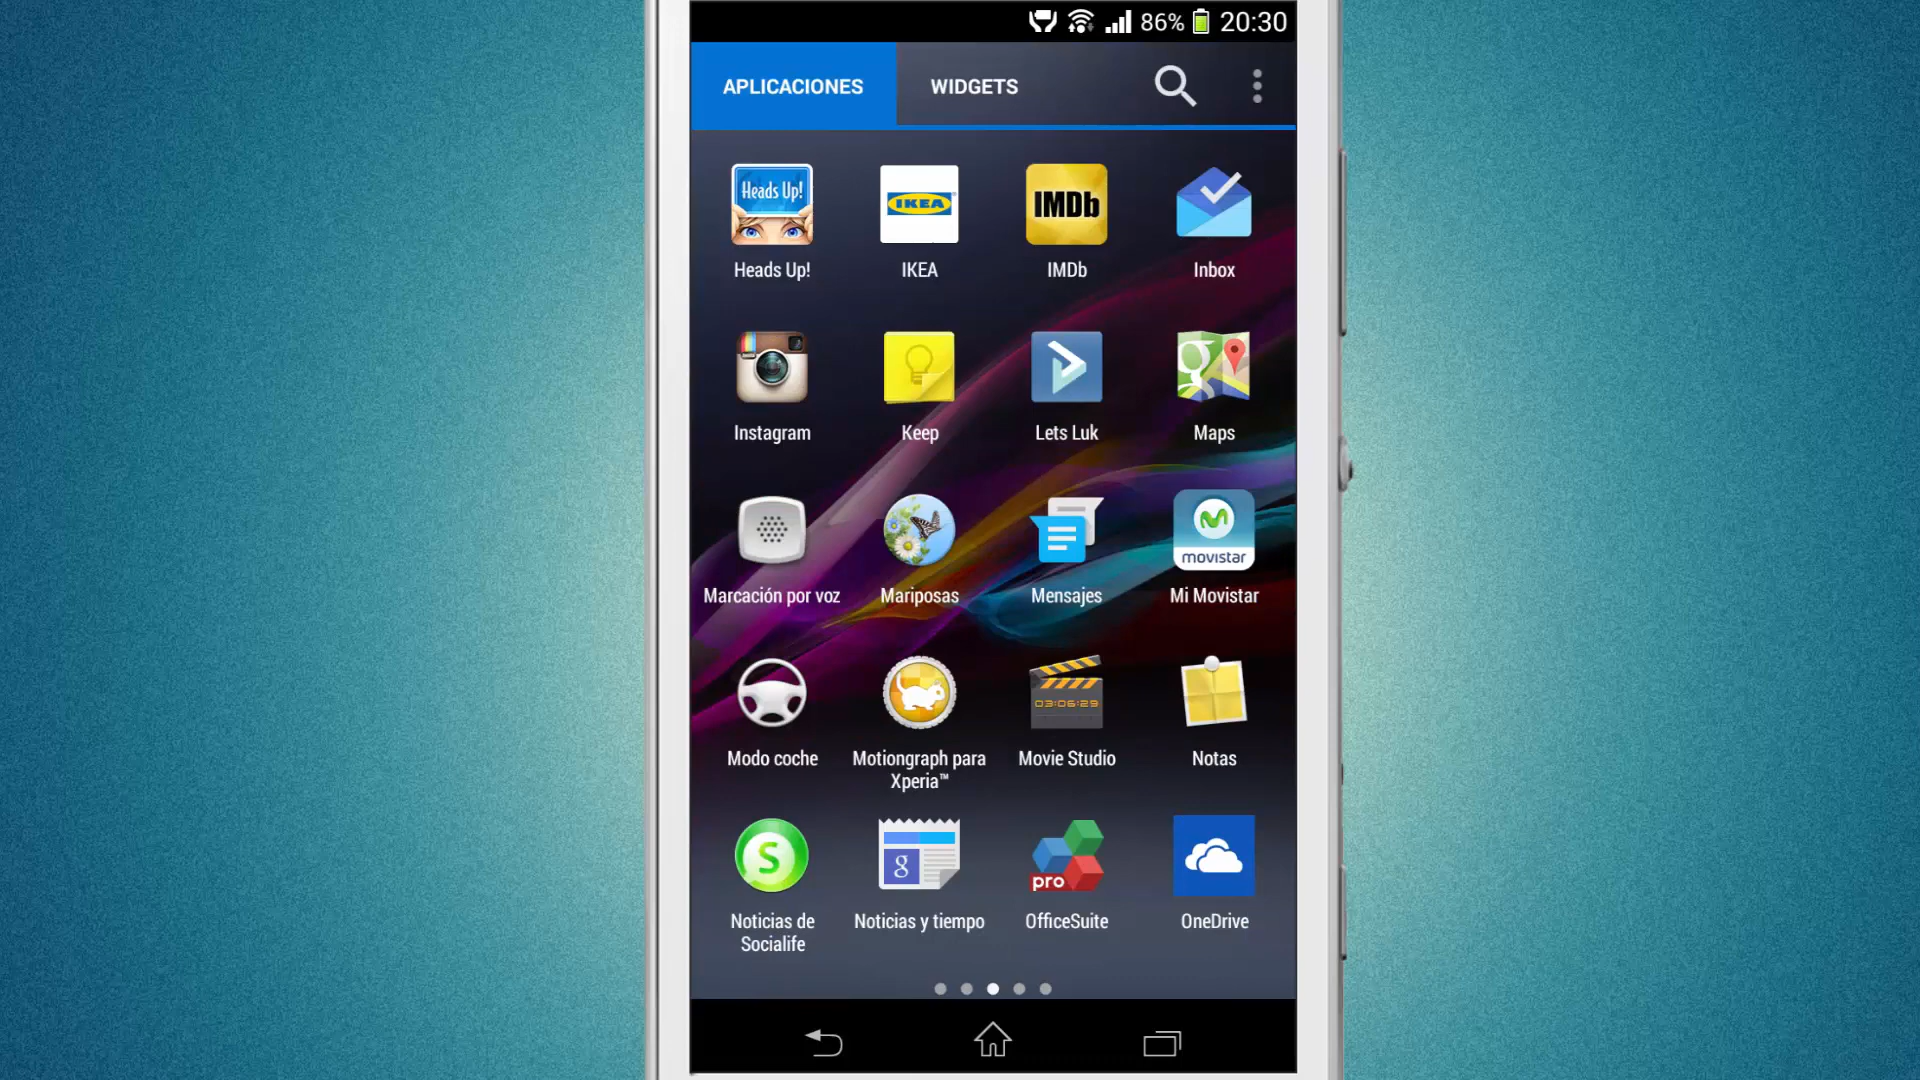 86% 20:30
APLICACIONES WIDGETS
Heads Up! IKEA IMDb
Heads Up! IKEA IMDb Inbox
g
Instagram Keep Lets Luk Maps
movistar
Marcación por voz Mariposas Mensajes Mi Movistar
03:06:29
Modo coche Motiongraph para Movie Studio Notas
Xperia™
S g pro
Noticias de Noticias y tiempo OfficeSuite OneDrive
Socialife